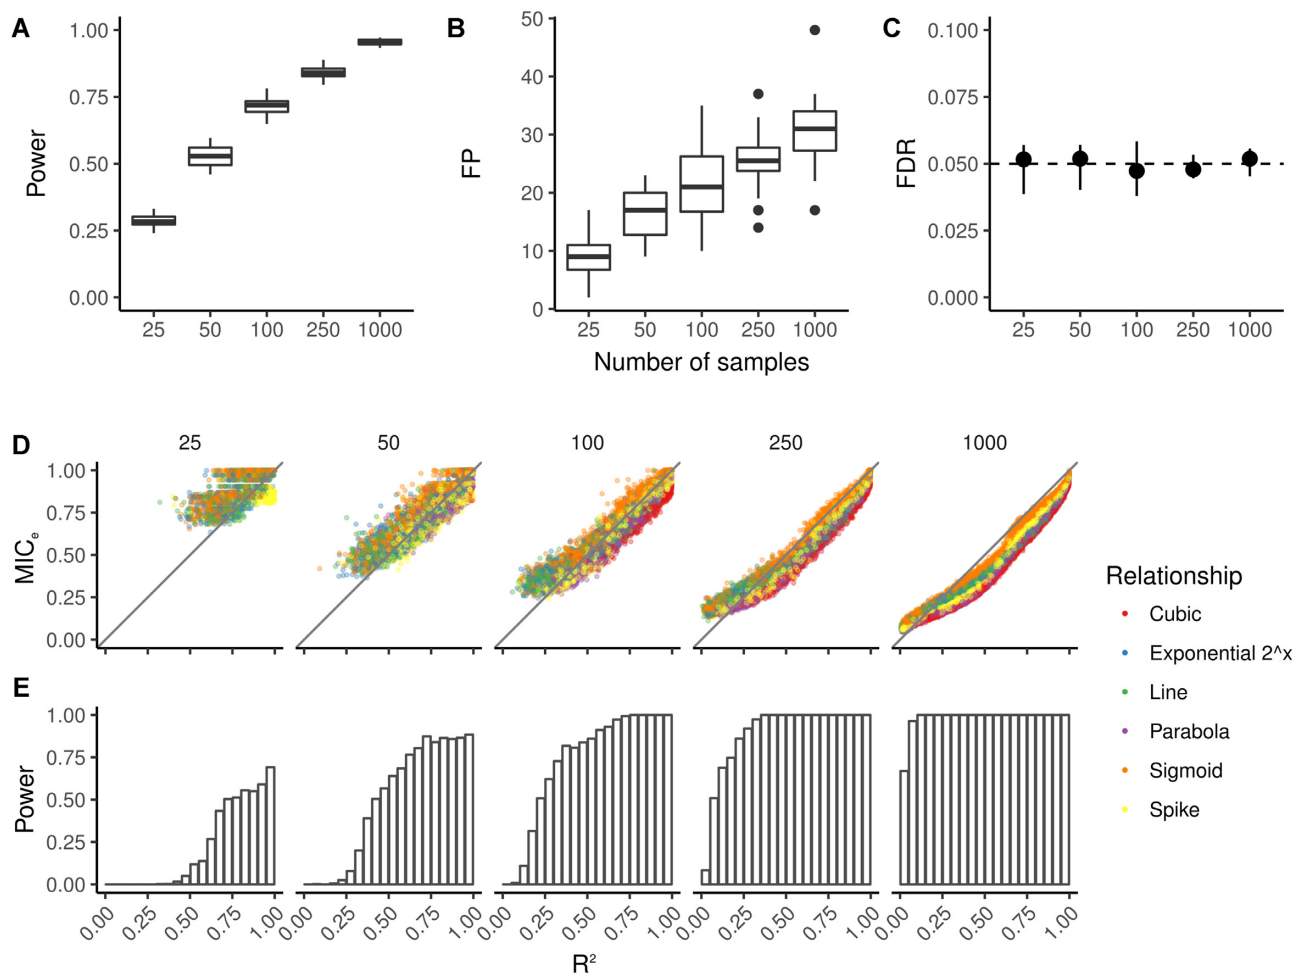 A
Power
1.00
0.75
0.50
0.25
0.00
25 50 100 250 1000
B
FP
50
40
30
20
10
0
25 50 100 250 1000
Number of samples
C
FDR
0.100
0.075
0.050
0.025
0.000
25 50 100 250 1000
D
25 50 100 250 1000
MICe
1.00
0.75
0.50
0.25
0.00
E
Power
1.00
0.75
0.50
0.25
0.00
0.00 0.25 0.50 0.75 1.00 0.00 0.25 0.50 0.75 1.00 0.00 0.25 0.50 0.75 1.00 0.00 0.25 0.50 0.75 1.00 0.00 0.25 0.50 0.75 1.00
R²
Relationship
Cubic
Exponential 2^x
Line
Parabola
Sigmoid
Spike